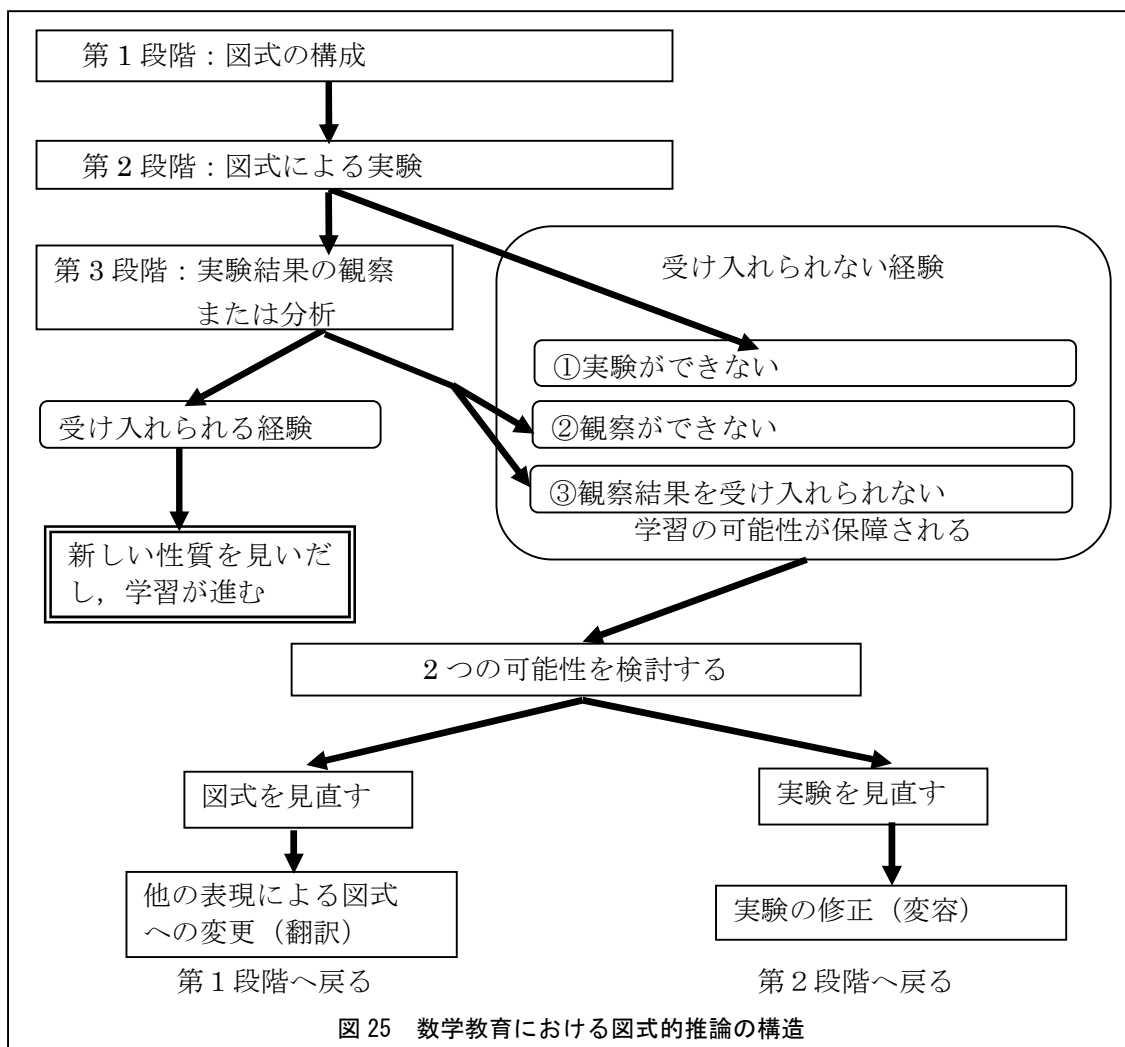 第１段階：図式の構成
第２段階：図式による実験
第３段階：実験結果の観察
または分析
受け入れられない経験
①実験ができない
受け入れられる経験
②観察ができない
③観察結果を受け入れられない
学習の可能性が保障される
新しい性質を見いだ
し，学習が進む
２つの可能性を検討する
図式を見直す
実験を見直す
他の表現による図式
への変更（翻訳）
実験の修正（変容）
第１段階へ戻る
第２段階へ戻る
図 25　数学教育における図式的推論の構造